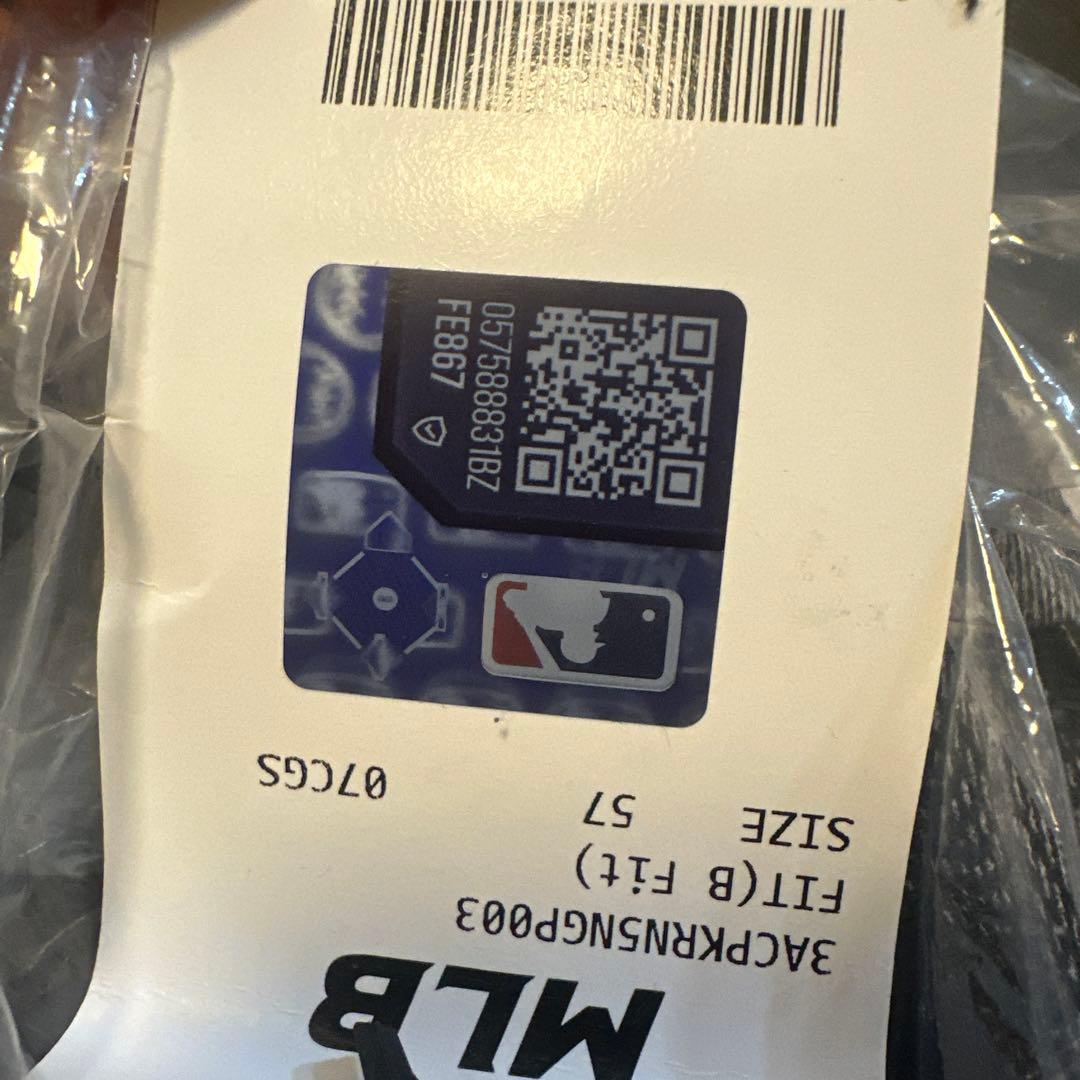 MLB
3ACPKRN5NGP003
FIT(B Fit)
SIZE 57 07CGS
057588831BZ
FE867